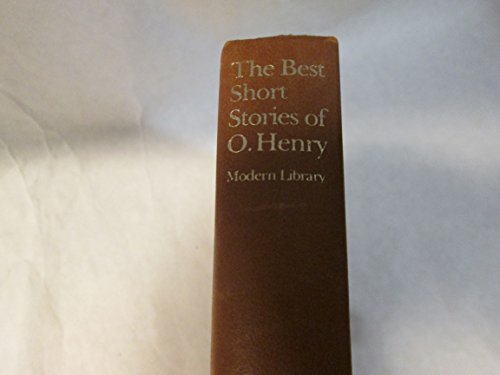 The Best
Short
Stories of
O. Henry
Modern Library